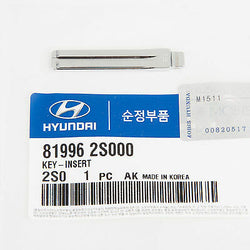 HYUNDAI
순정부품
81996 2S000
KEY-INSERT
2S0 1 PC AK MADE IN KOREA
M1511
00820517